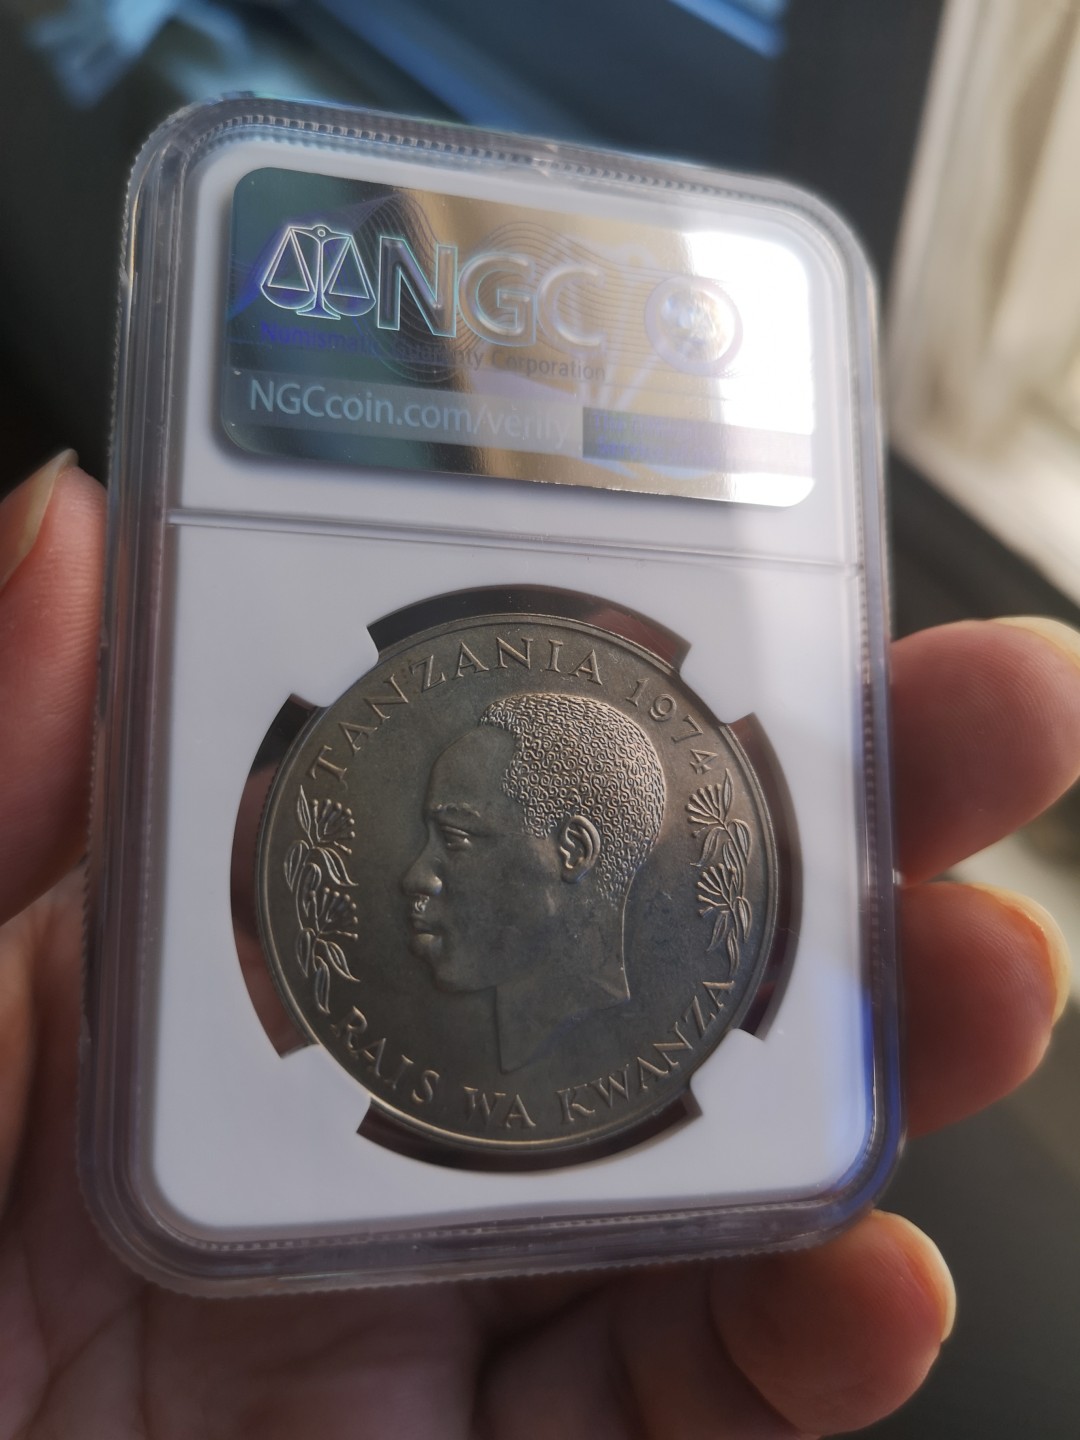 NGC
Numismatic Guaranty Corporation
NGCcoin.com/verify
TANZANIA 1974
RAIS WA KWANZA